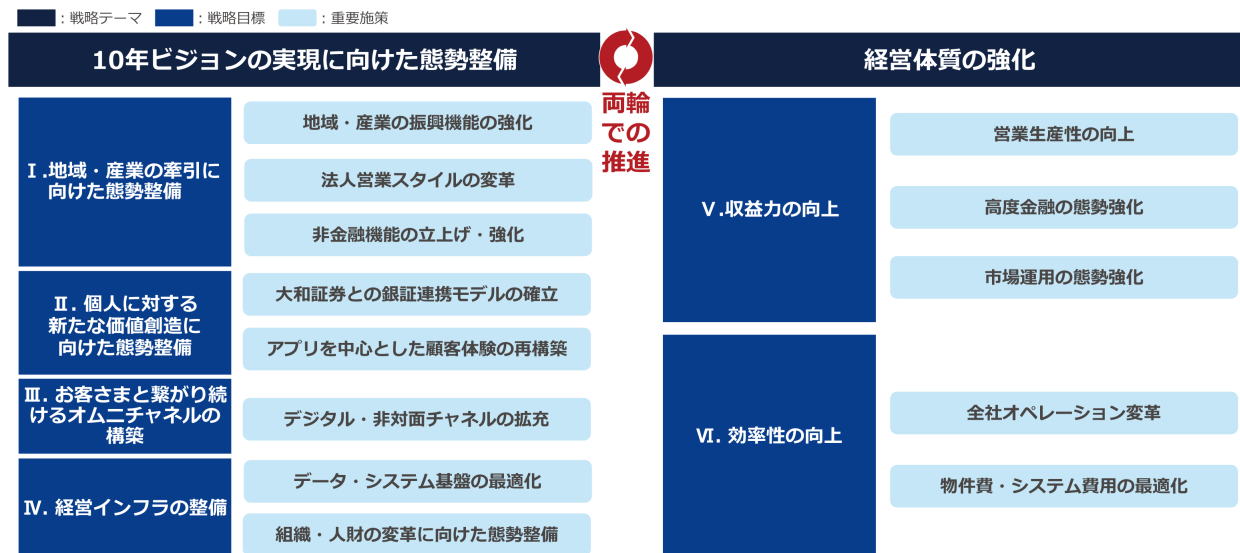 ：戦略テーマ ：戦略目標 ：重要施策
10年ビジョンの実現に向けた態勢整備
両輪
での
推進
経営体質の強化
Ⅰ.地域・産業の牽引に
向けた態勢整備
地域・産業の振興機能の強化
法人営業スタイルの変革
非金融機能の立上げ・強化
Ⅱ. 個人に対する
新たな価値創造に
向けた態勢整備
大和証券との銀証連携モデルの確立
アプリを中心とした顧客体験の再構築
Ⅲ. お客さまと繋がり続
けるオムニチャネルの
構築
デジタル・非対面チャネルの拡充
Ⅳ. 経営インフラの整備
データ・システム基盤の最適化
組織・人財の変革に向けた態勢整備
Ⅴ.収益力の向上
営業生産性の向上
高度金融の態勢強化
市場運用の態勢強化
Ⅵ. 効率性の向上
全社オペレーション変革
物件費・システム費用の最適化